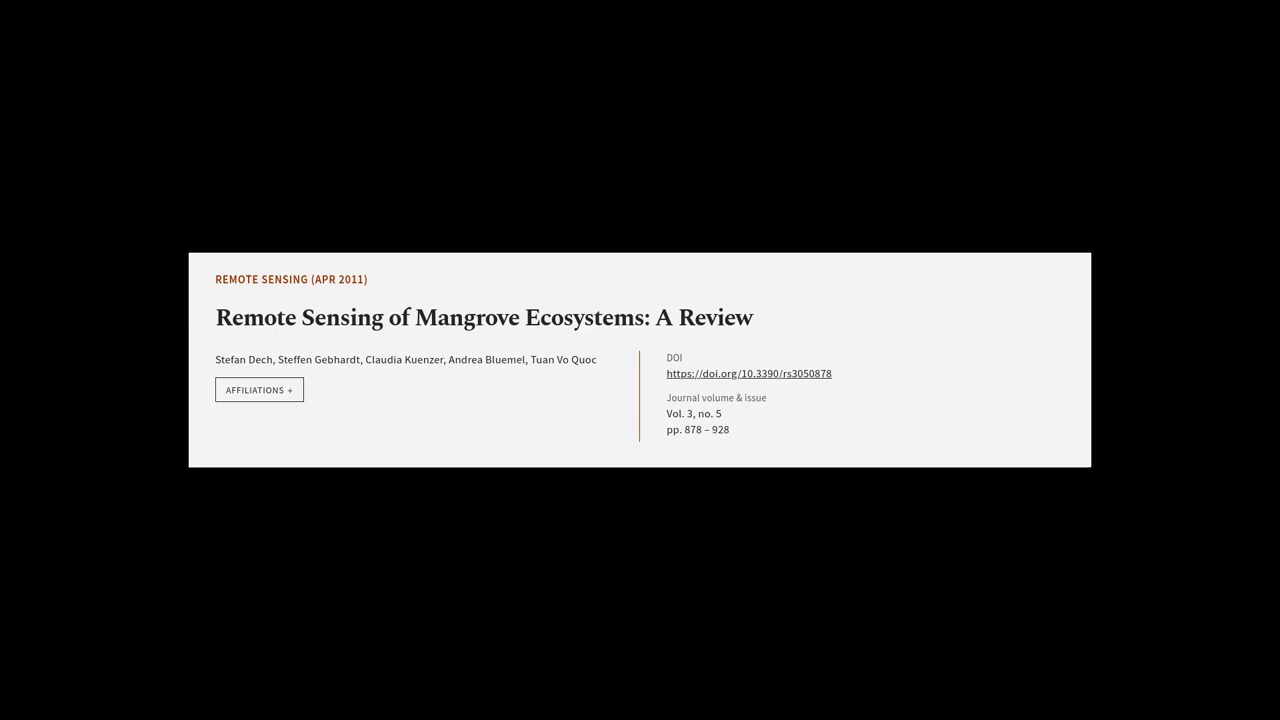 REMOTE SENSING (APR 2011)
Remote Sensing of Mangrove Ecosystems: A Review
Stefan Dech, Steffen Gebhardt, Claudia Kuenzer, Andrea Bluemel, Tuan Vo Quoc
AFFILIATIONS +
DOI
https://doi.org/10.3390/rs3050878
Journal volume & issue
Vol. 3, no. 5
pp. 878 – 928